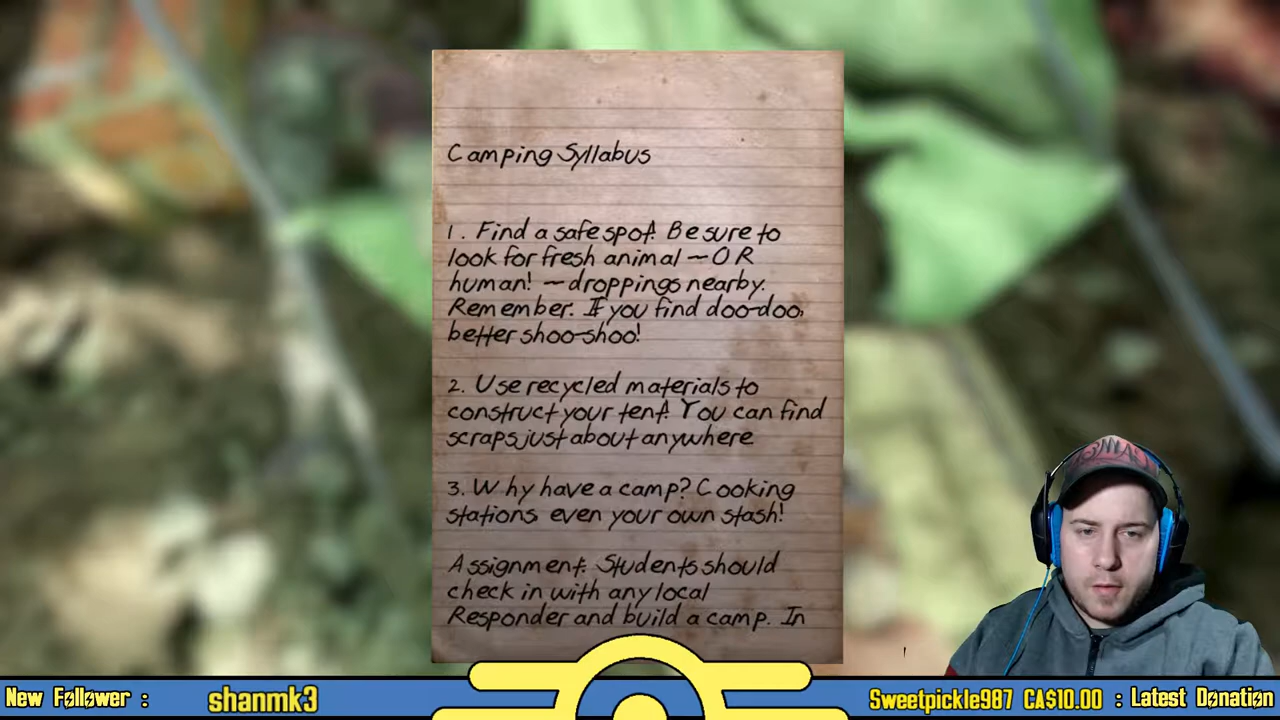 Camping Syllabus
1. Find a safe spot. Be sure to
look for fresh animal - OR
human! - droppings nearby.
Remember: If you find doo-doo,
better shoo-shoo!
2. Use recycled materials to
construct your tent. You can find
scraps just about anywhere
3. Why have a camp? Cooking
stations even your own stash!
Assignment: Students should
check in with any local
Responder and build a camp. In
New Follower : shanmk3
Sweetpickle987 CA$10.00 : Latest Donation